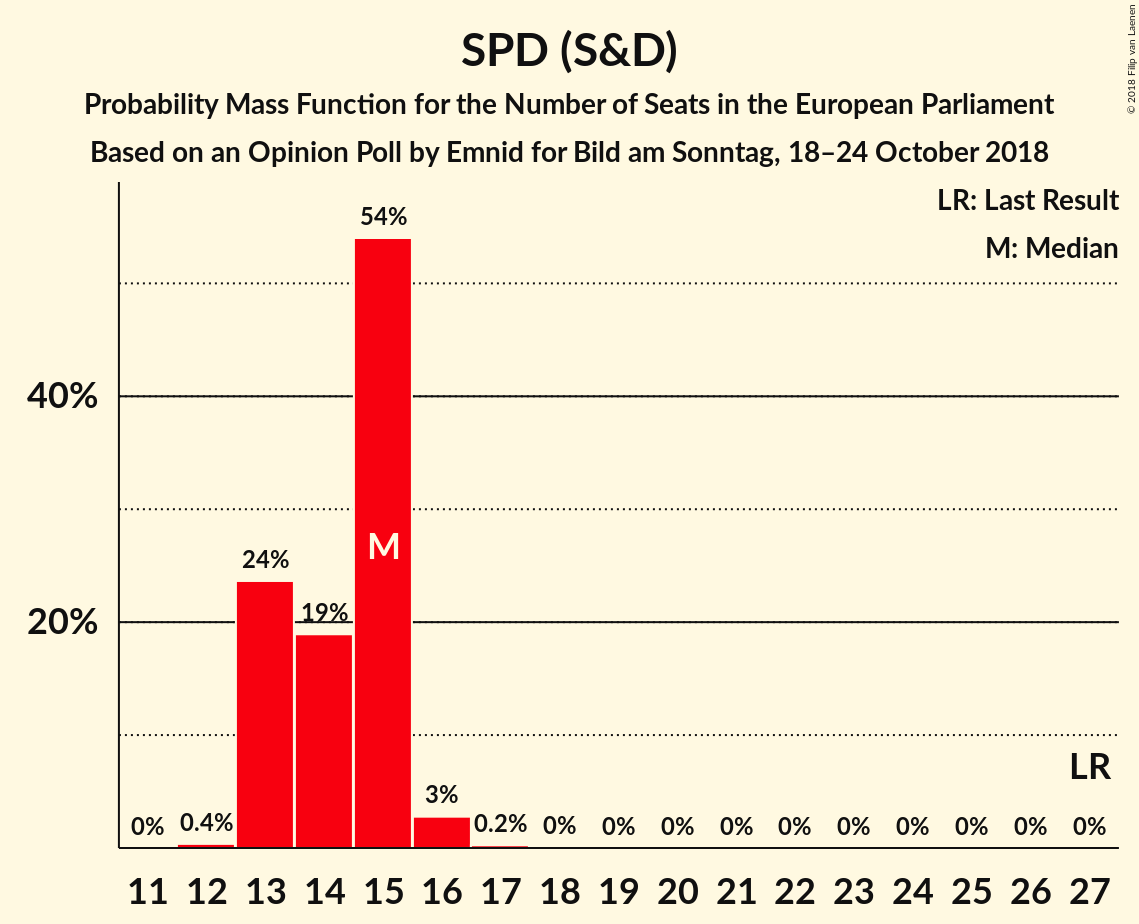 SPD (S&D)
Probability Mass Function for the Number of Seats in the European Parliament
Based on an Opinion Poll by Emnid for Bild am Sonntag, 18–24 October 2018
© 2018 Filip van Laenen
LR: Last Result
M: Median
54%
40%
M
24%
19%
20%
LR
3%
0% 0.4% 0.2% 0% 0% 0% 0% 0% 0% 0% 0% 0% 0%
11 12 13 14 15 16 17 18 19 20 21 22 23 24 25 26 27